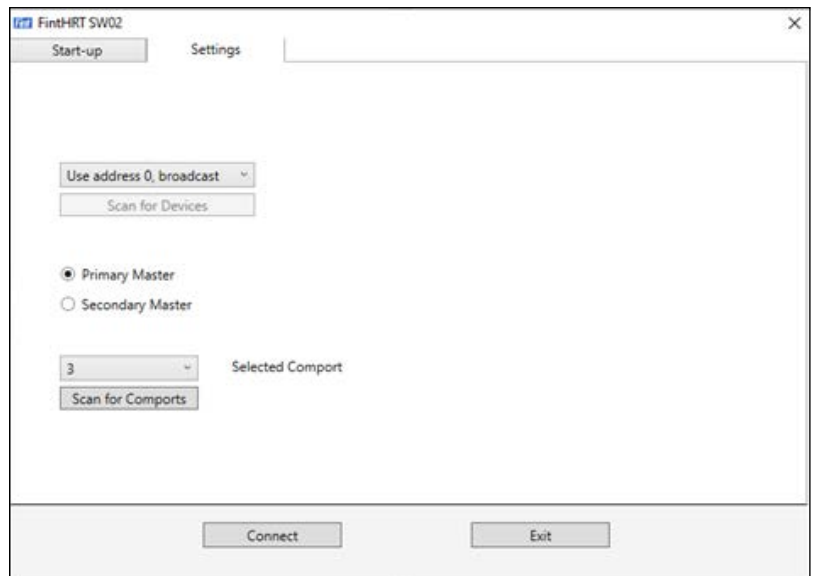 Fint FintHRT SW02
Start-up Settings
Use address 0, broadcast
Scan for Devices
Primary Master
Secondary Master
3 Selected Comport
Scan for Comports
Connect Exit